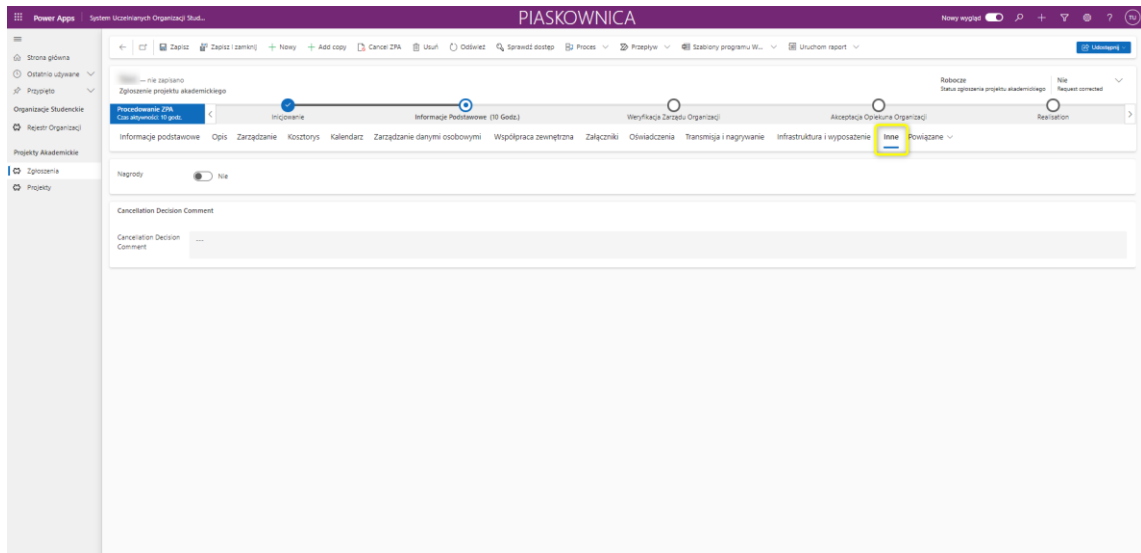 Power Apps System Uczelnianych Organizacji Stud... PIASKOWNICA Nowy wygląd ? TU
Strona główna
Ostatnio używane
Przypięto
Organizacje Studenckie
Rejestr Organizacji
Projekty Akademickie
Zgłoszenia
Projekty
Zapisz Zapisz i zamknij Nowy Add copy Cancel ZPA Usuń Odśwież Sprawdź dostęp Proces Przepływ Szablony programu W... Uruchom raport Udostępnij
— nie zapisano
Zgłoszenie projektu akademickiego
Robocze
Status zgłoszenia projektu akademickiego
Nie
Request corrected
Procedowanie ZPA
Czas aktywności: 10 godz.
Inicjowanie Informacje Podstawowe (10 Godz.) Weryfikacja Zarządu Organizacji Akceptacja Opiekuna Organizacji Realisation
Informacje podstawowe Opis Zarządzanie Kosztorys Kalendarz Zarządzanie danymi osobowymi Współpraca zewnętrzna Załączniki Oświadczenia Transmisja i nagrywanie Infrastruktura i wyposażenie Inne Powiązane
Nagrody Nie
Cancellation Decision Comment
Cancellation Decision
Comment
---